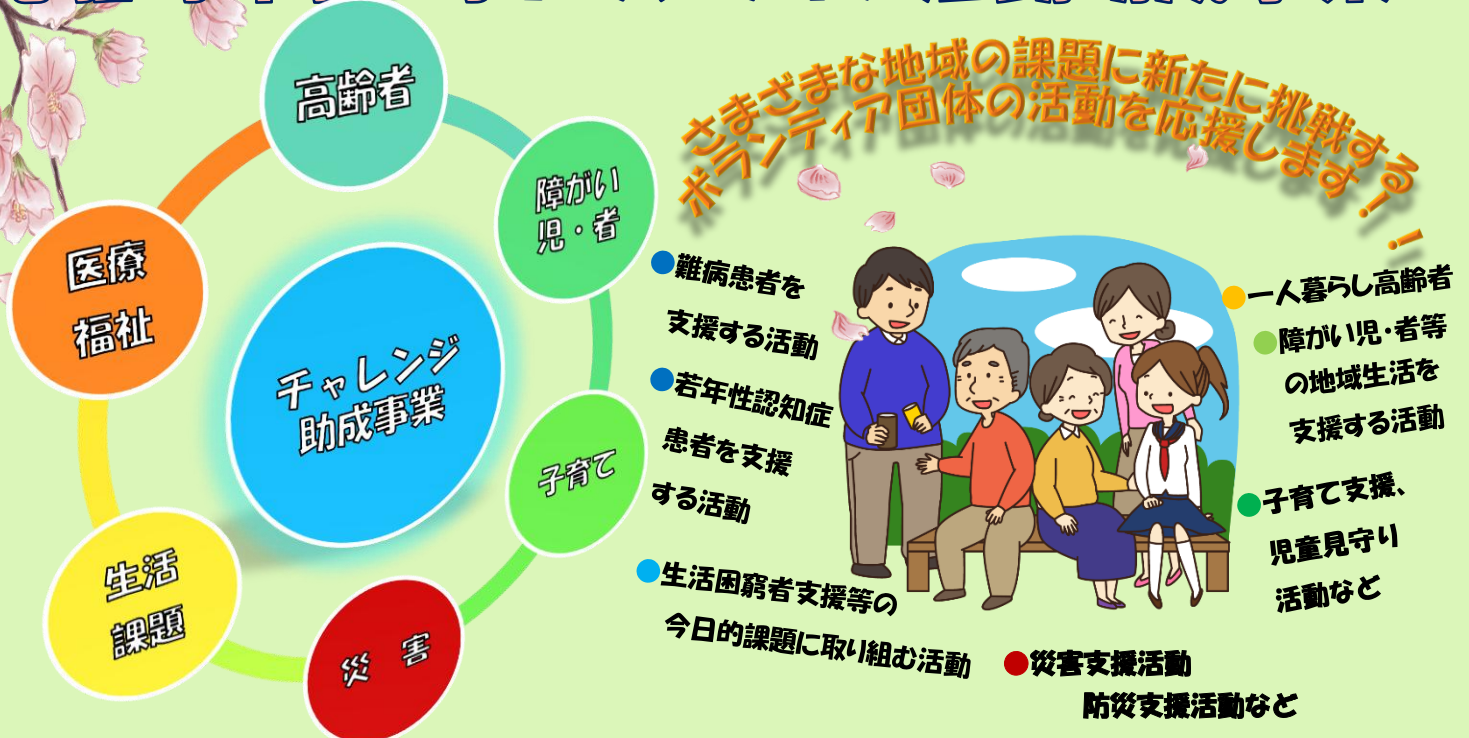 さまざまな地域の課題に新たに挑戦する
ボランティア団体の活動を応援します！！
高齢者
障がい
児・者
医療
福祉
チャレンジ
助成事業
子育て
生活
課題
災 害
●難病患者を
支援する活動
●若年性認知症
患者を支援
する活動
●生活困窮者支援等の
今日的課題に取り組む活動
●一人暮らし高齢者
●障がい児・者等
の地域生活を
支援する活動
●子育て支援、
児童見守り
活動など
●災害支援活動
防災支援活動など